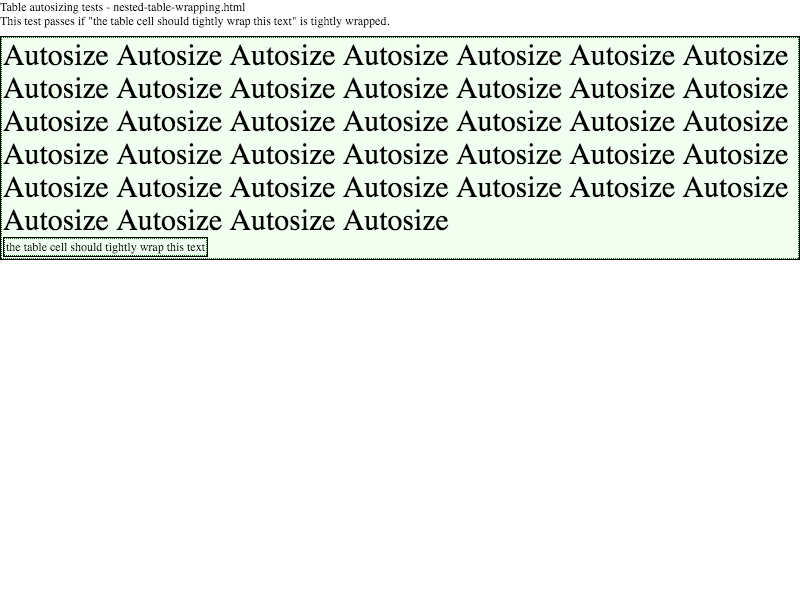 Table autosizing tests - nested-table-wrapping.html
This test passes if "the table cell should tightly wrap this text" is tightly wrapped.
Autosize Autosize Autosize Autosize Autosize Autosize Autosize
Autosize Autosize Autosize Autosize Autosize Autosize Autosize
Autosize Autosize Autosize Autosize Autosize Autosize Autosize
Autosize Autosize Autosize Autosize Autosize Autosize Autosize
Autosize Autosize Autosize Autosize Autosize Autosize Autosize
Autosize Autosize Autosize Autosize
the table cell should tightly wrap this text